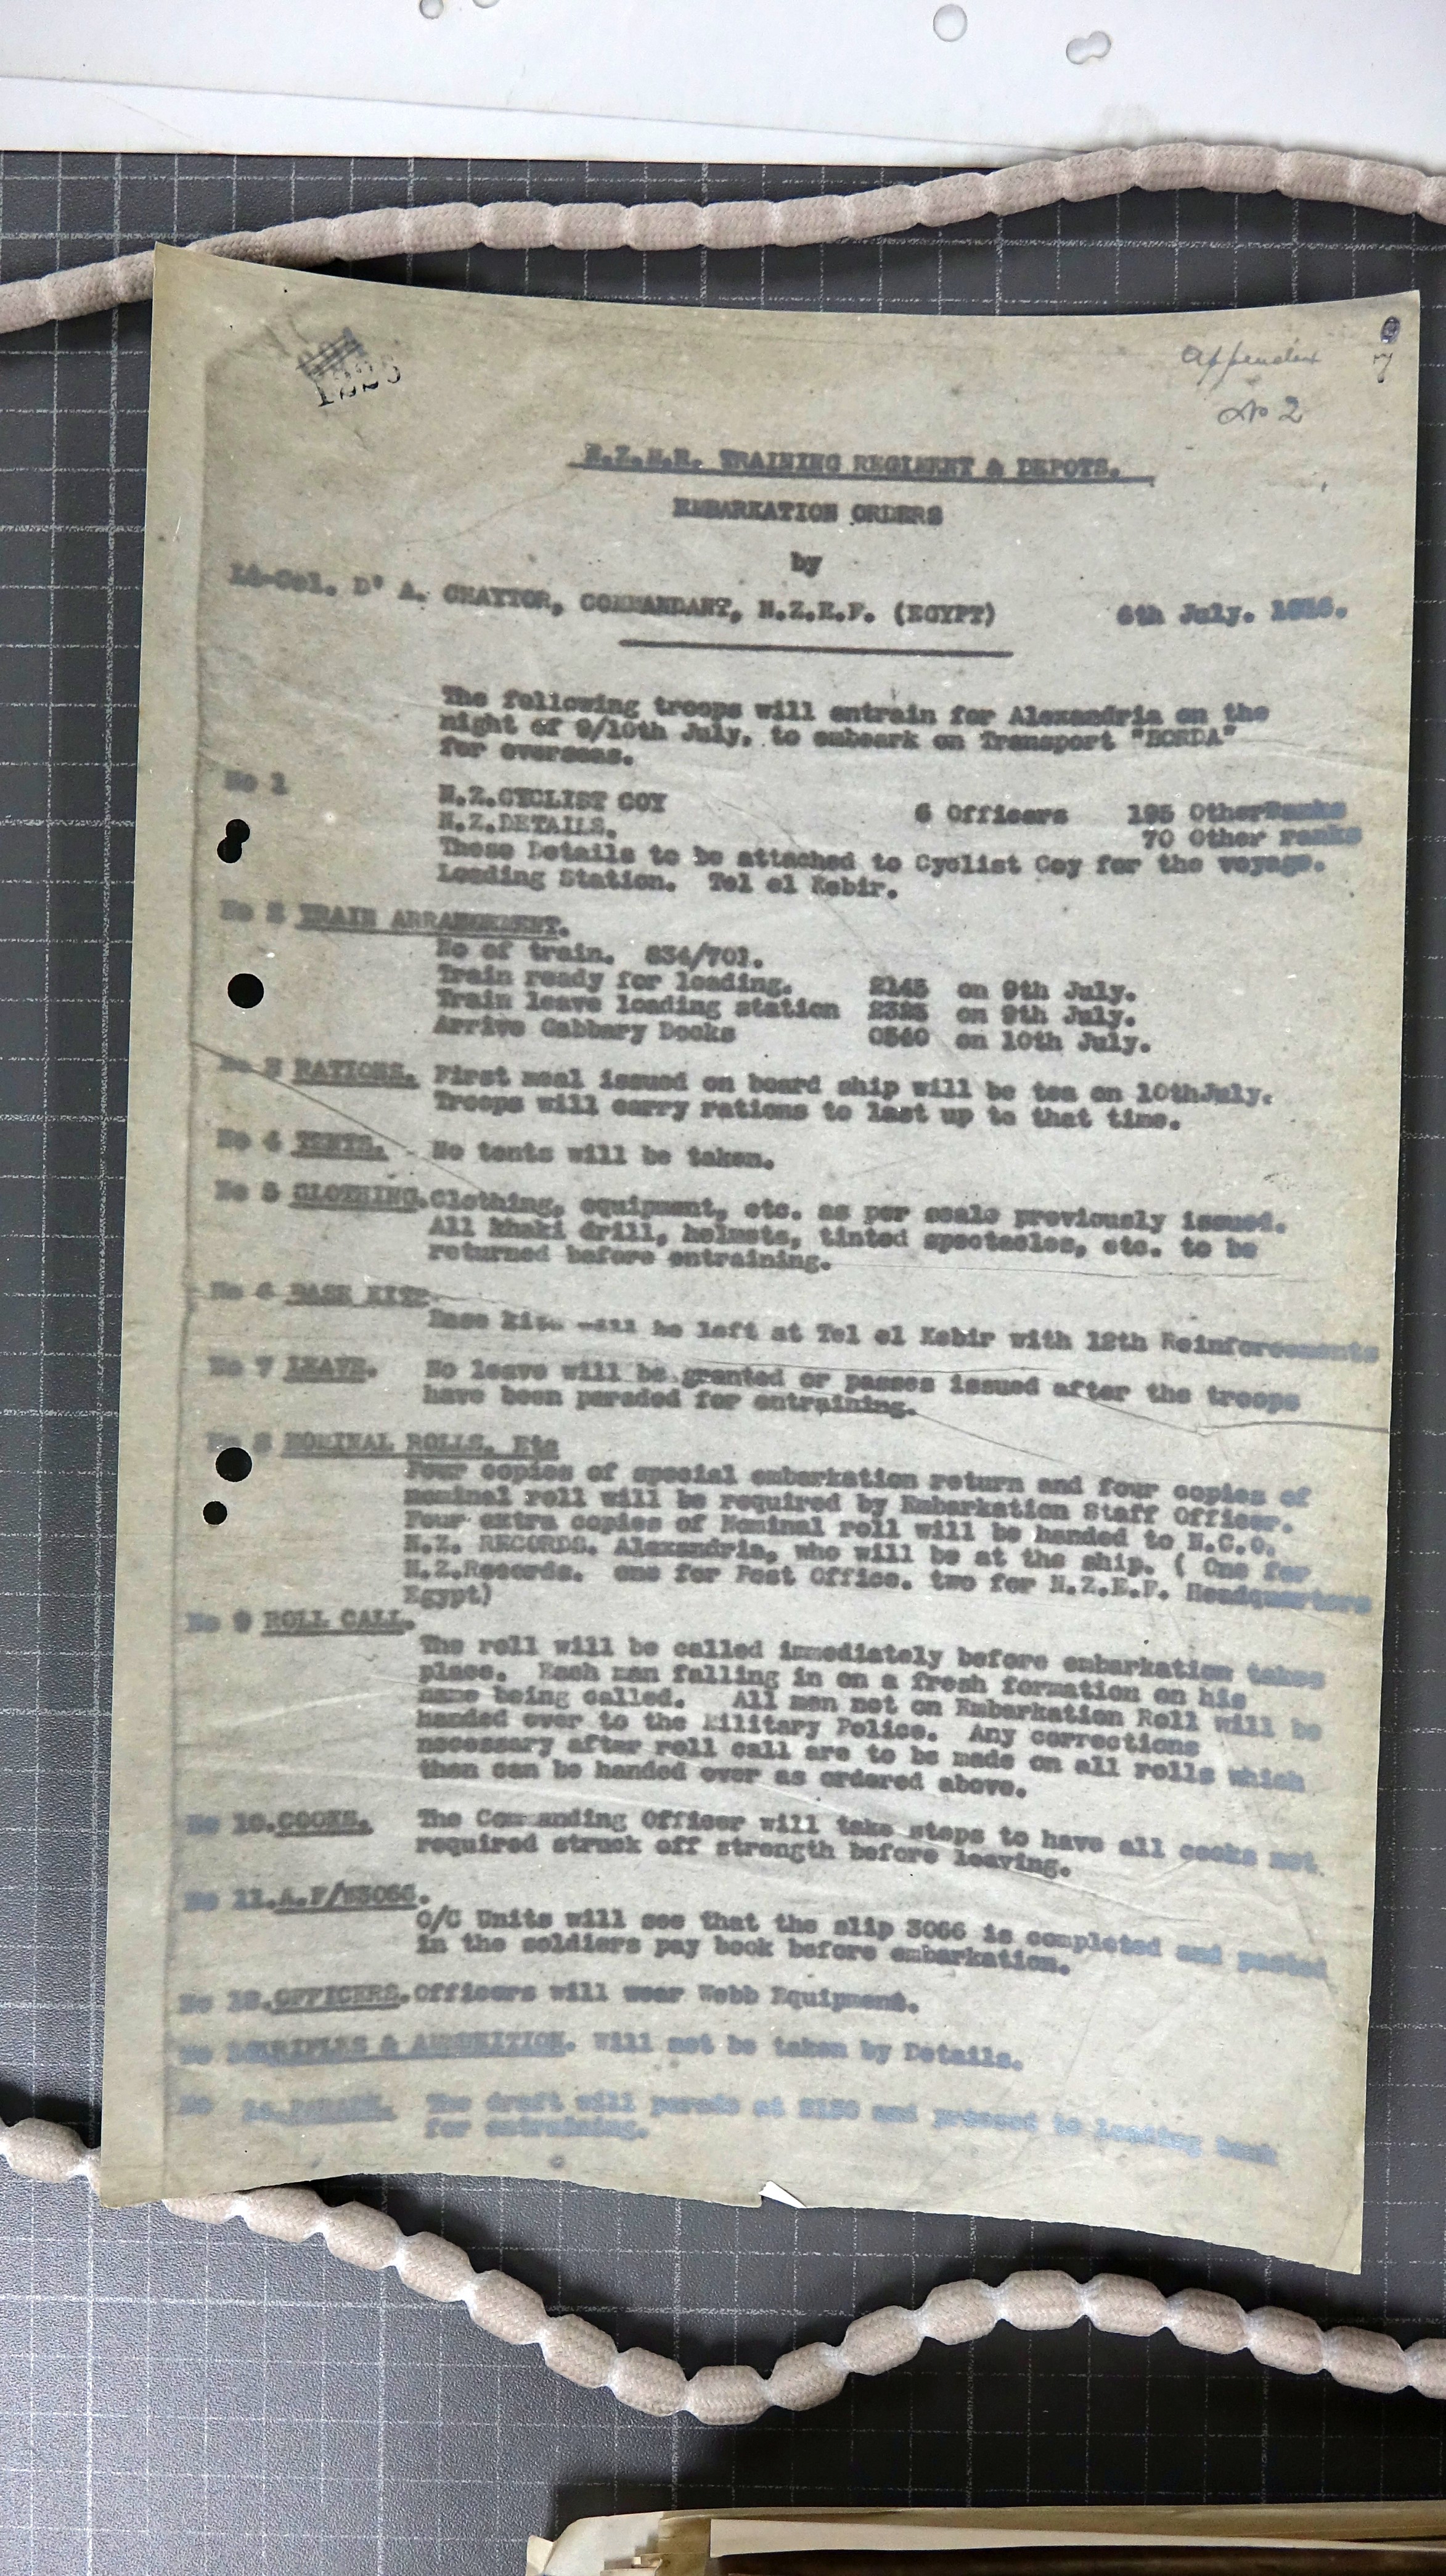 1225
Appendix 7
No 2
N.Z.M.R. TRAINING REGIMENT & DEPOTS.
EMBARKATION ORDERS
by
Lt-Col. D' A. CHAYTOR, COMMANDANT, N.Z.E.F. (EGYPT) 6th July. 1916.
The following troops will entrain for Alexandria on the
night of 9/10th July, to embark on Transport "HORDA"
for overseas.
No 1
N.Z.CYCLIST COY 6 Officers 195 OtherRanks
N.Z.DETAILS. 70 Other ranks
These Details to be attached to Cyclist Coy for the voyage.
Loading Station. Tel el Kebir.
No 2 TRAIN ARRANGEMENT.
No of train. 834/701.
Train ready for loading. 2145 on 9th July.
Train leave loading station 2325 on 9th July.
Arrive Gabbary Docks 0540 on 10th July.
No 3 RATIONS. First meal issued on board ship will be tea on 10thJuly.
Troops will carry rations to last up to that time.
No 4 TENTS. No tents will be taken.
No 5 CLOTHING. Clothing, equipment, etc. as per scale previously issued.
All khaki drill, helmets, tinted spectacles, etc. to be
returned before entraining.
No 6 BASE KITS
Base kits will be left at Tel el Kebir with 12th Reinforcements
No 7 LEAVE. No leave will be granted or passes issued after the troops
have been paraded for entraining.
No 8 NOMINAL ROLLS. Etc
Four copies of special embarkation return and four copies of
nominal roll will be required by Embarkation Staff Officer.
Four extra copies of Nominal roll will be handed to N.C.O.
N.Z. RECORDS. Alexandria, who will be at the ship. ( One for
N.Z.Records. one for Post Office. two for N.Z.E.F. Headquarters
Egypt)
No 9 ROLL CALL.
The roll will be called immediately before embarkation takes
place. Each man falling in on a fresh formation on his
name being called. All men not on Embarkation Roll will be
handed over to the Military Police. Any corrections
necessary after roll call are to be made on all rolls which
then can be handed over as ordered above.
No 10. COOKS. The Commanding Officer will take steps to have all cooks not
required struck off strength before leaving.
No 11. A.F/W3066.
O/C Units will see that the slip 3066 is completed and pasted
in the soldiers pay book before embarkation.
No 12. OFFICERS. Officers will wear Webb Equipment.
No 13 RIFLES & AMMUNITION. Will not be taken by Details.
No 14. PARADE. The draft will parade at 2130 and proceed to loading bank
for entraining.